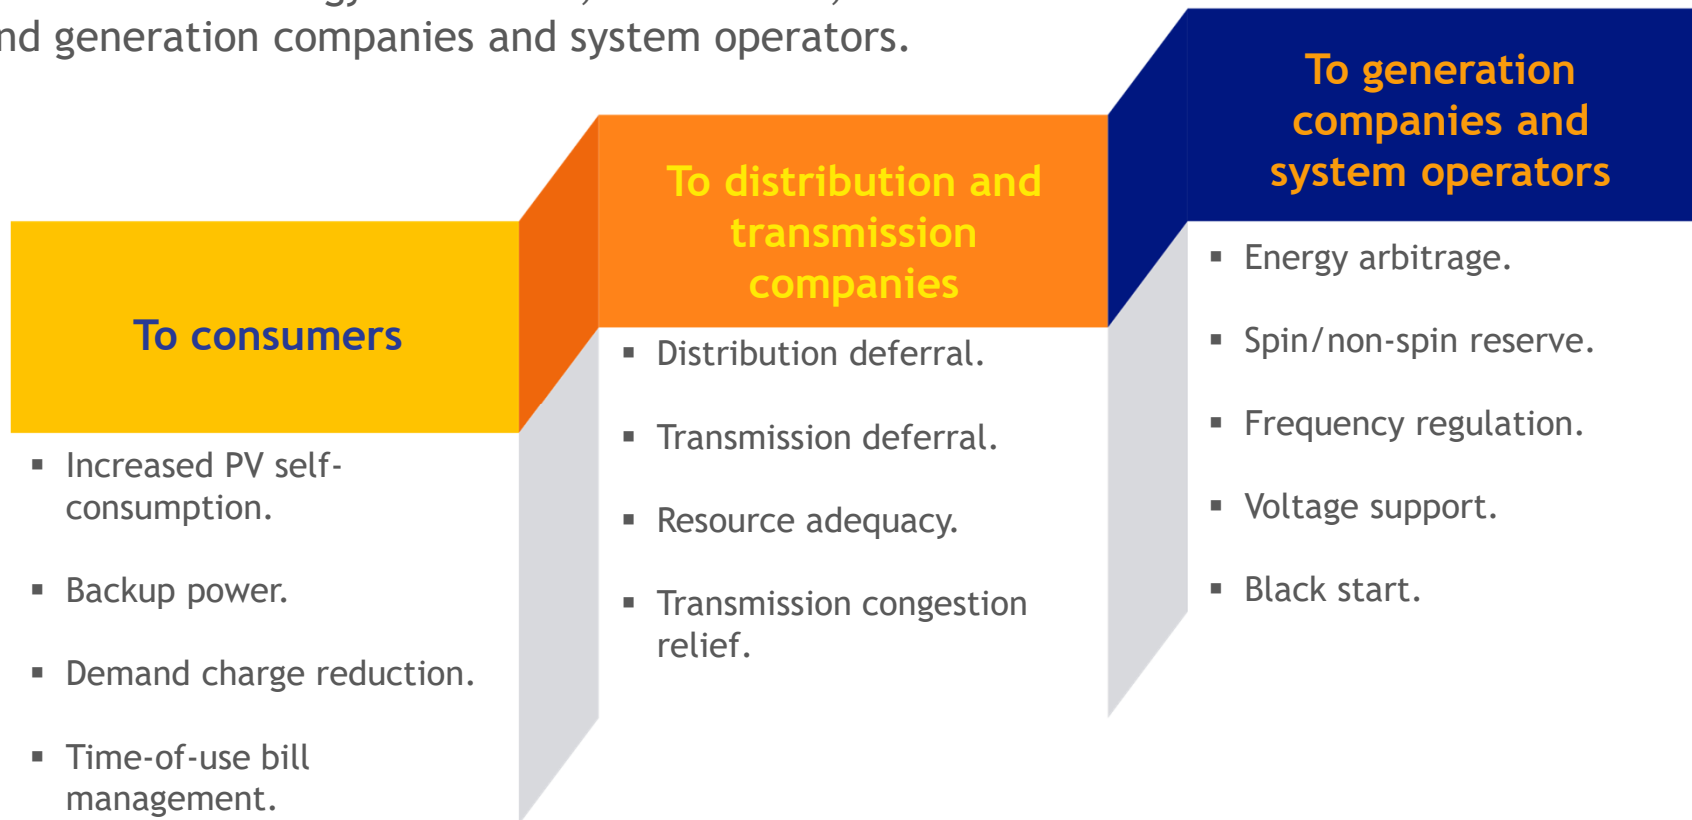 and generation companies and system operators.
To consumers
▪ Increased PV self-
consumption.
▪ Backup power.
▪ Demand charge reduction.
▪ Time-of-use bill
management.
To distribution and
transmission
companies
▪ Distribution deferral.
▪ Transmission deferral.
▪ Resource adequacy.
▪ Transmission congestion
relief.
To generation
companies and
system operators
▪ Energy arbitrage.
▪ Spin/non-spin reserve.
▪ Frequency regulation.
▪ Voltage support.
▪ Black start.